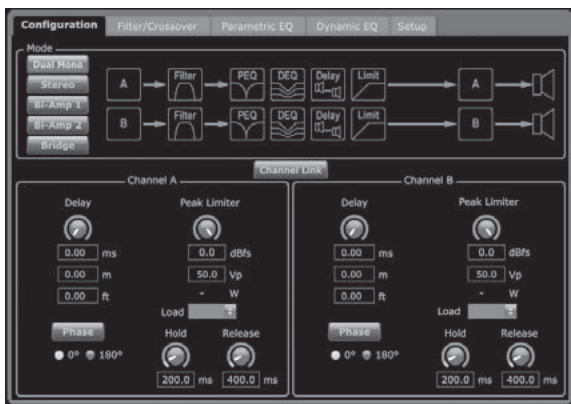 Configuration Filter/Crossover Parametric EQ Dynamic EQ Setup
Mode
Dual Mono
Stereo
Bi-Amp 1
Bi-Amp 2
Bridge
A Filter PEQ DEQ Delay Limit A
B Filter PEQ DEQ Delay Limit B
Channel Link
Channel A
Delay Peak Limiter
0.00 ms 0.0 dBfs
0.00 m 50.0 Vp
0.00 ft - W
Load
Phase Hold Release
0° 180°
200.0 ms 400.0 ms
Channel B
Delay Peak Limiter
0.00 ms 0.0 dBfs
0.00 m 50.0 Vp
0.00 ft - W
Load
Phase Hold Release
0° 180°
200.0 ms 400.0 ms